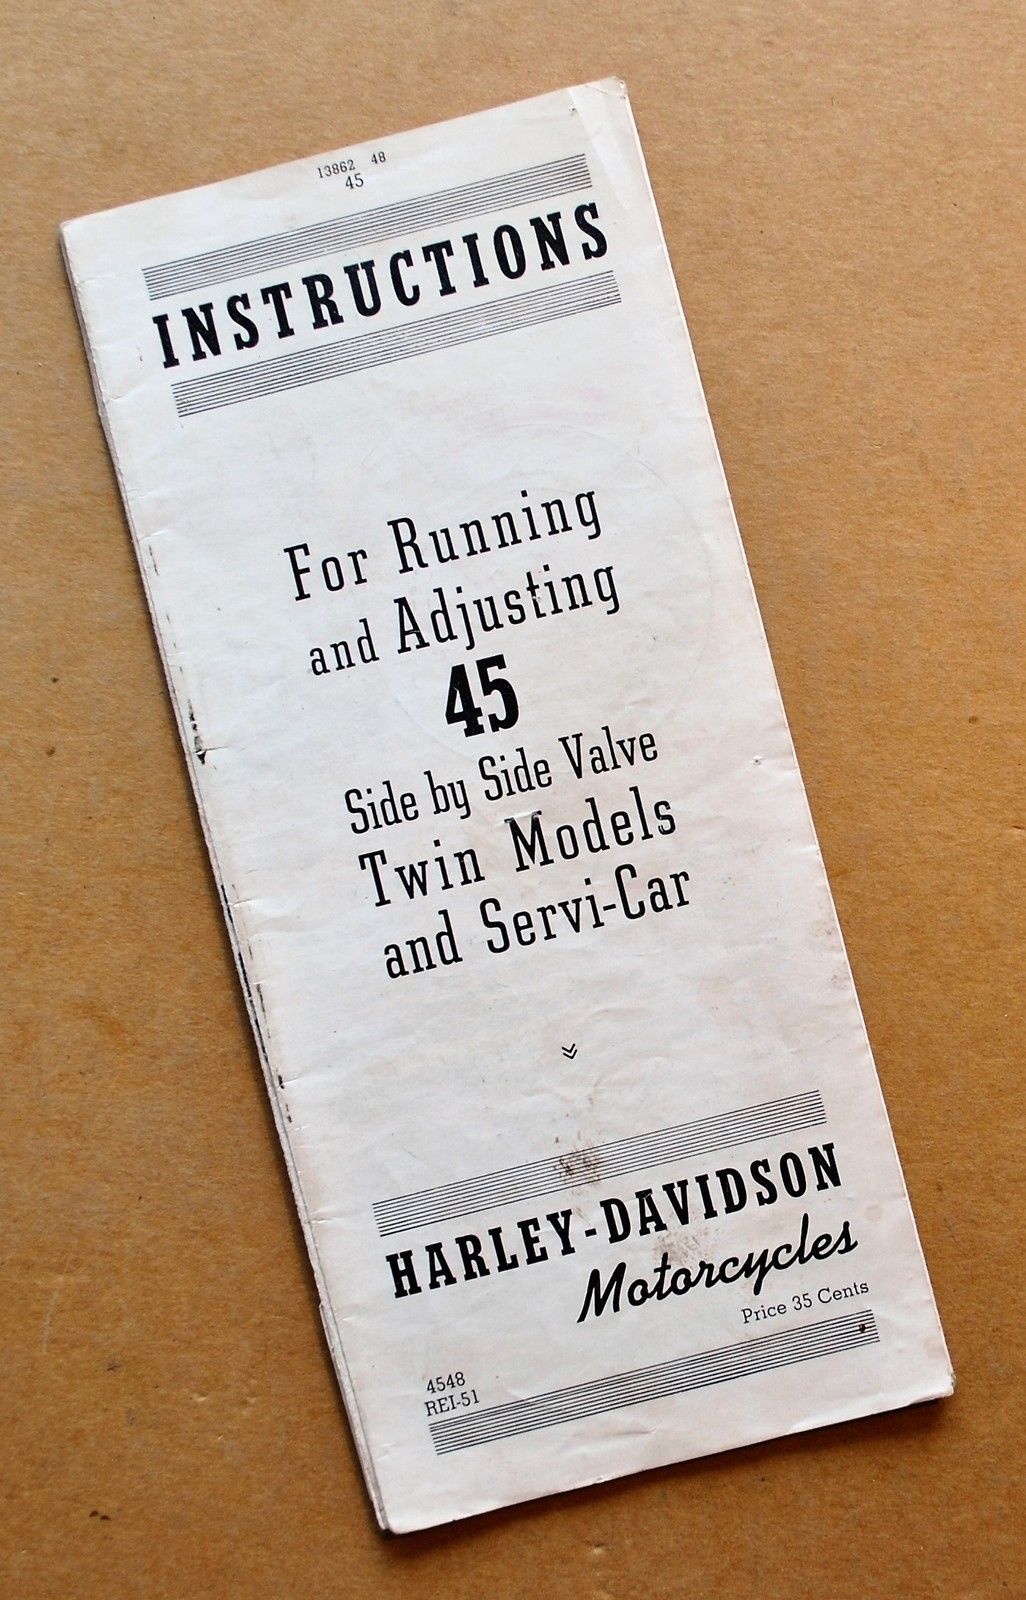 13862 48
45
INSTRUCTIONS
For Running
and Adjusting
45
Side by Side Valve
Twin Models
and Servi-Car
HARLEY-DAVIDSON
Motorcycles
Price 35 Cents
4548
REI-51